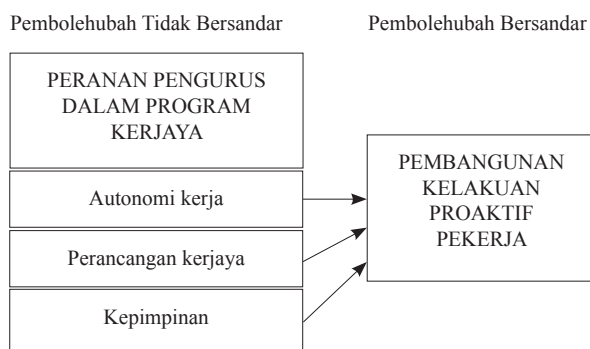 Pembolehubah Tidak Bersandar
Pembolehubah Bersandar
PERANAN PENGURUS
DALAM PROGRAM
KERJAYA
Autonomi kerja
Perancangan kerjaya
Kepimpinan
PEMBANGUNAN
KELAKUAN
PROAKTIF
PEKERJA